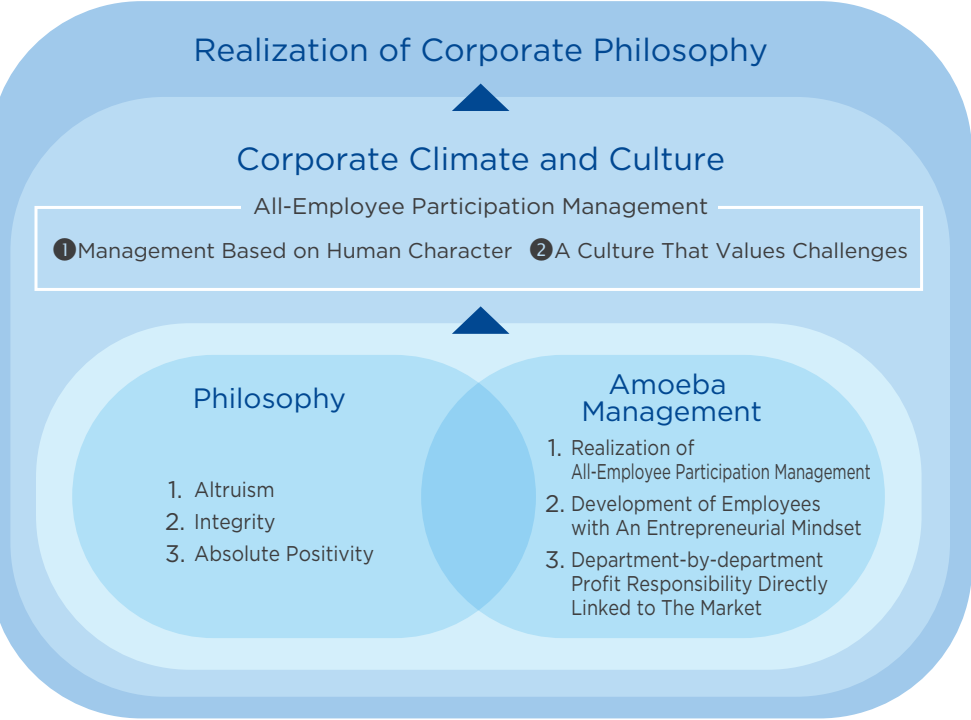 Realization of Corporate Philosophy
Corporate Climate and Culture
All-Employee Participation Management
❶Management Based on Human Character ❷A Culture That Values Challenges
Philosophy
1. Altruism
2. Integrity
3. Absolute Positivity
Amoeba
Management
1. Realization of
All-Employee Participation Management
2. Development of Employees
with An Entrepreneurial Mindset
3. Department-by-department
Profit Responsibility Directly
Linked to The Market